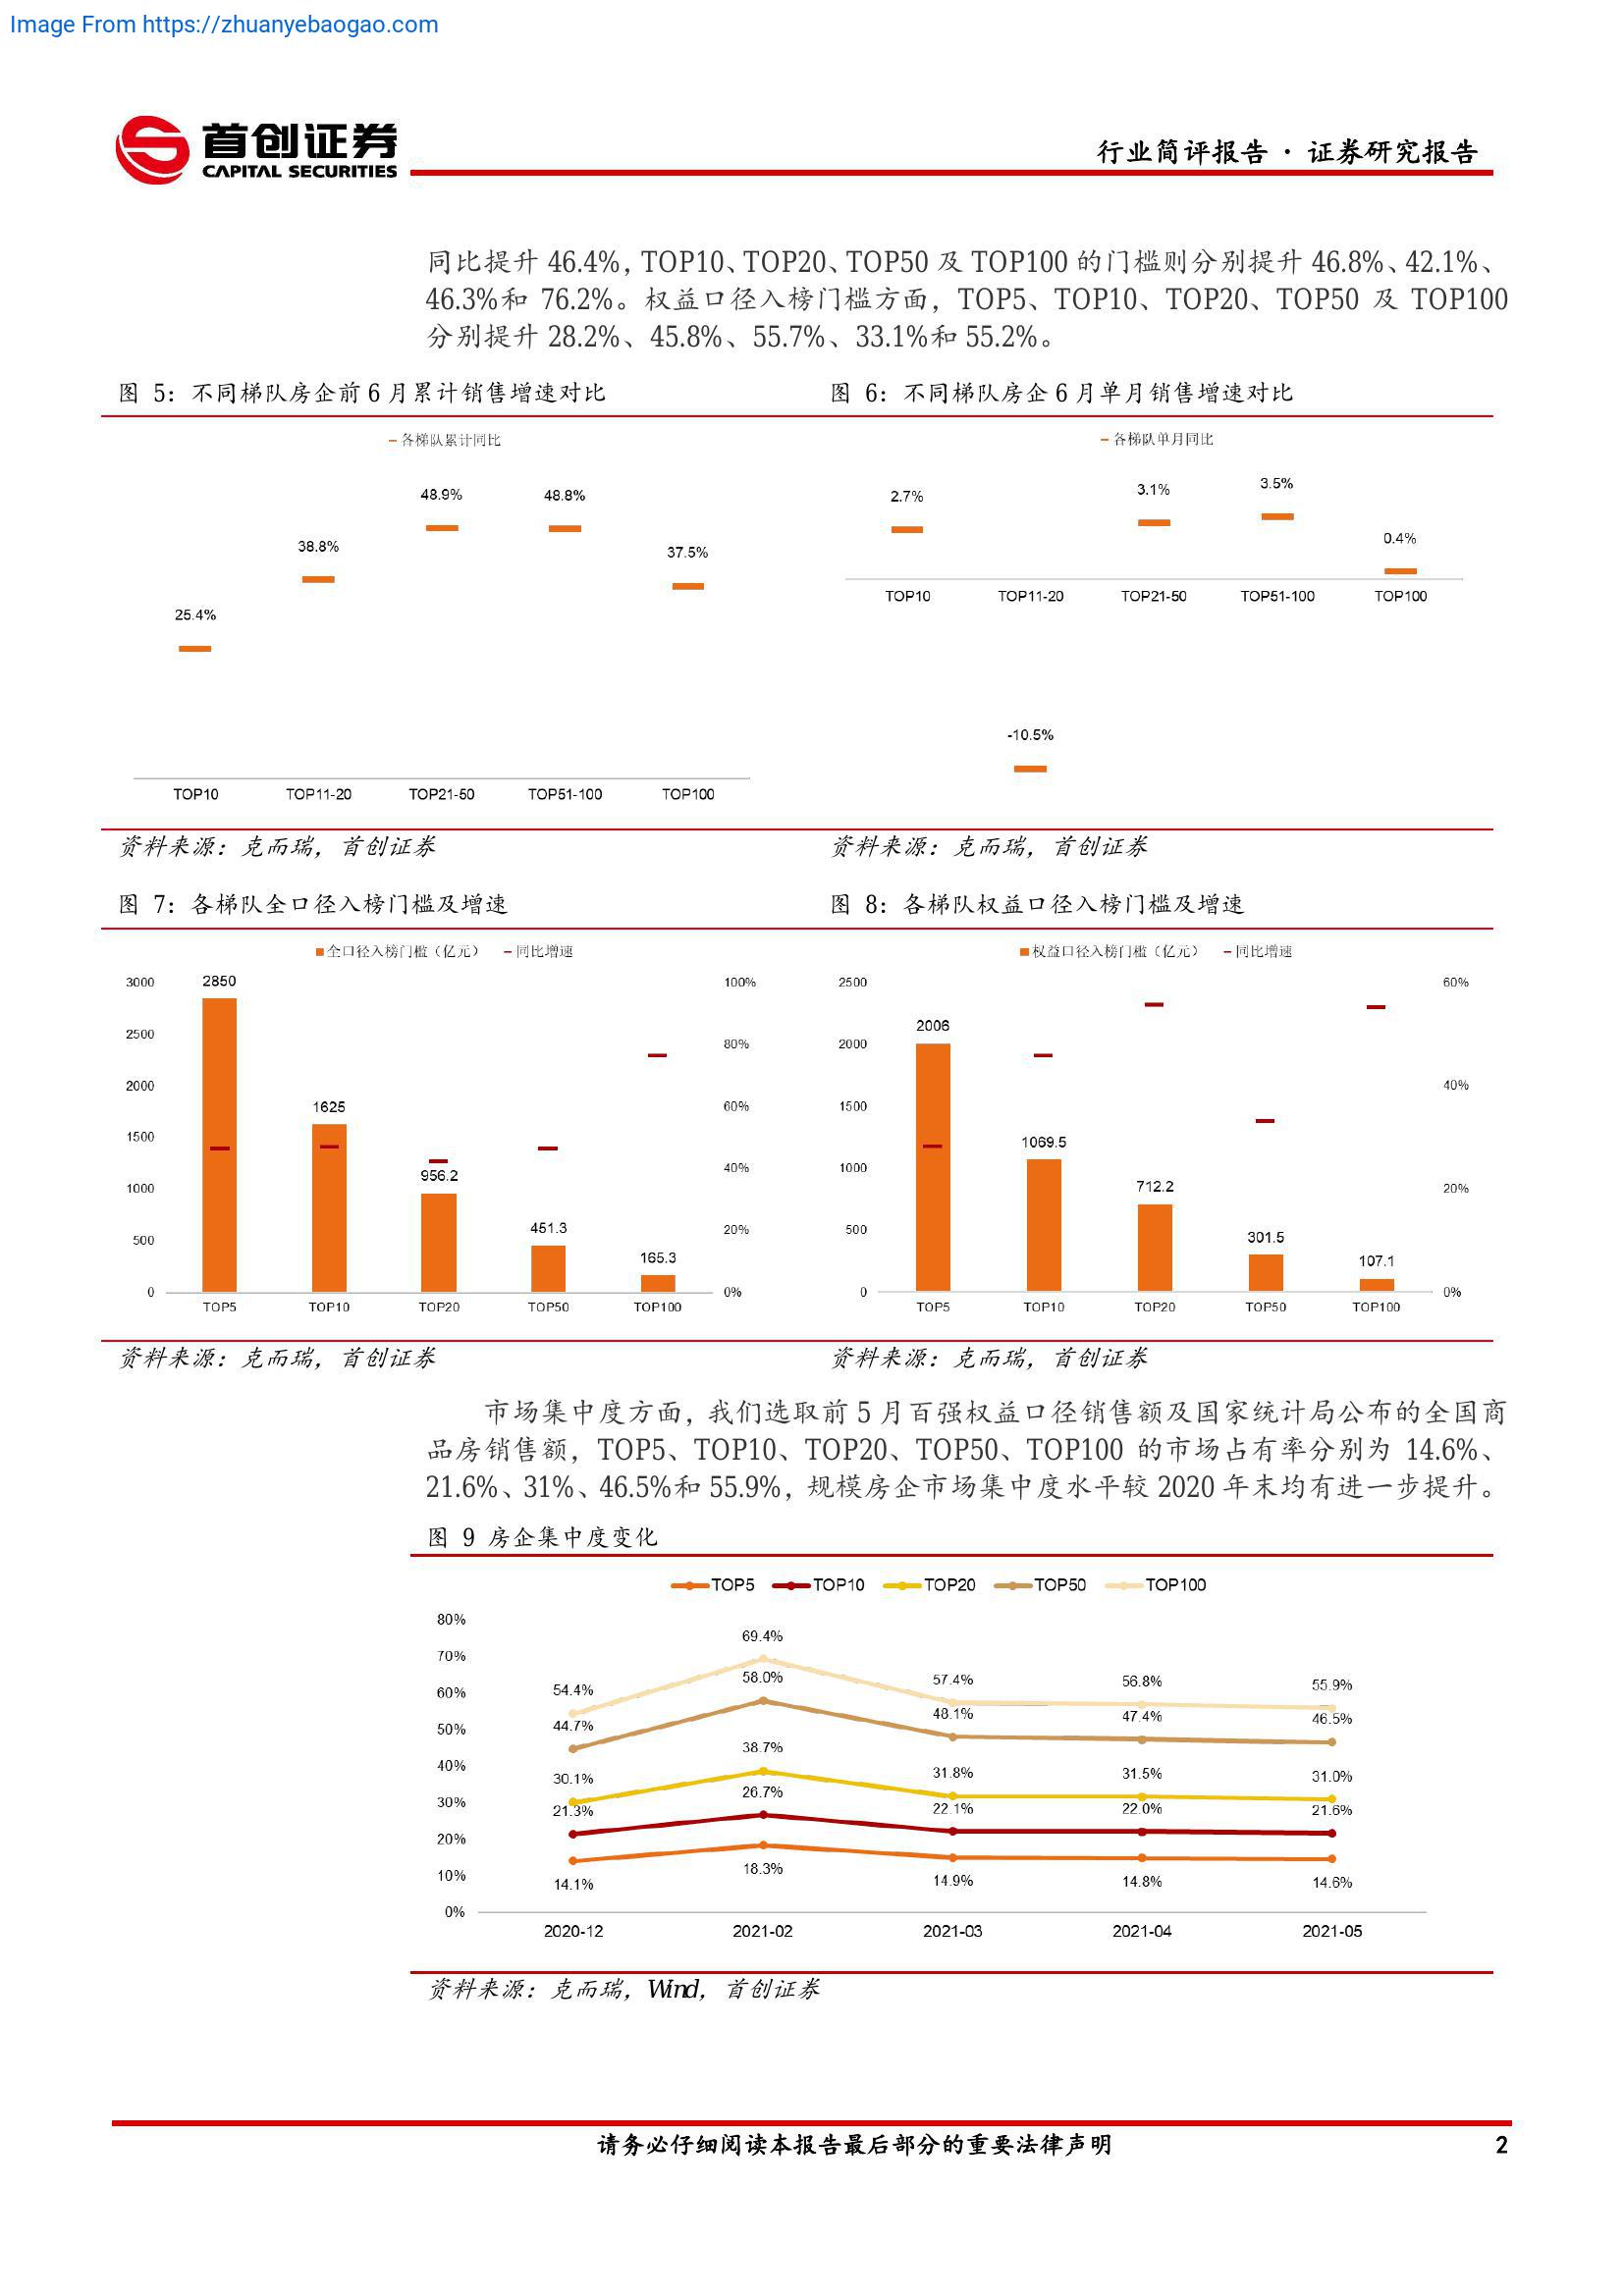 Image From https://zhuanyebaogao.com
首创证券
CAPITAL SECURITIES
行业简评报告 · 证券研究报告
同比提升 46.4%，TOP10、TOP20、TOP50 及 TOP100 的门槛则分别提升 46.8%、42.1%、
46.3%和 76.2%。权益口径入榜门槛方面，TOP5、TOP10、TOP20、TOP50 及 TOP100
分别提升 28.2%、45.8%、55.7%、33.1%和 55.2%。
图 5：不同梯队房企前 6 月累计销售增速对比
各梯队累计同比
25.4%
38.8%
48.9%
48.8%
37.5%
TOP10 TOP11-20 TOP21-50 TOP51-100 TOP100
资料来源：克而瑞，首创证券
图 6：不同梯队房企 6 月单月销售增速对比
各梯队单月同比
2.7%
3.1%
3.5%
0.4%
TOP10 TOP11-20 TOP21-50 TOP51-100 TOP100
-10.5%
资料来源：克而瑞，首创证券
图 7：各梯队全口径入榜门槛及增速
全口径入榜门槛（亿元） 同比增速
3000
2500
2000
1500
1000
500
0
2850
1625
956.2
451.3
165.3
100%
80%
60%
40%
20%
0%
TOP5 TOP10 TOP20 TOP50 TOP100
资料来源：克而瑞，首创证券
图 8：各梯队权益口径入榜门槛及增速
权益口径入榜门槛（亿元） 同比增速
2500
2000
1500
1000
500
0
2006
1069.5
712.2
301.5
107.1
60%
40%
20%
0%
TOP5 TOP10 TOP20 TOP50 TOP100
资料来源：克而瑞，首创证券
市场集中度方面，我们选取前 5 月百强权益口径销售额及国家统计局公布的全国商
品房销售额，TOP5、TOP10、TOP20、TOP50、TOP100 的市场占有率分别为 14.6%、
21.6%、31%、46.5%和 55.9%，规模房企市场集中度水平较 2020 年末均有进一步提升。
图 9 房企集中度变化
TOP5 TOP10 TOP20 TOP50 TOP100
80%
70%
60%
50%
40%
30%
20%
10%
0%
54.4% 69.4% 57.4% 56.8% 55.9%
44.7% 58.0% 48.1% 47.4% 46.5%
30.1% 38.7% 31.8% 31.5% 31.0%
21.3% 26.7% 22.1% 22.0% 21.6%
14.1% 18.3% 14.9% 14.8% 14.6%
2020-12 2021-02 2021-03 2021-04 2021-05
资料来源：克而瑞，Wind，首创证券
请务必仔细阅读本报告最后部分的重要法律声明
2